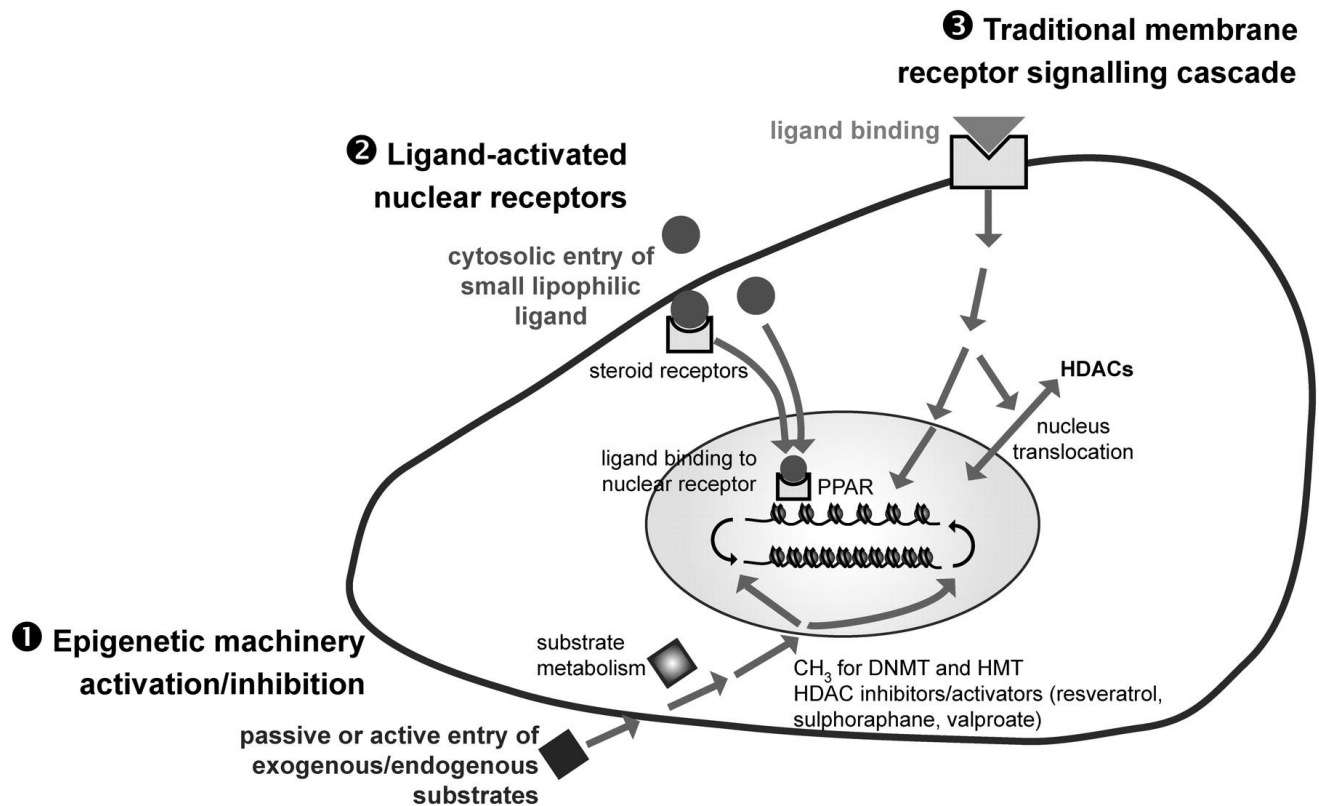 ❸ Traditional membrane
receptor signalling cascade
ligand binding
❷ Ligand-activated
nuclear receptors
cytosolic entry of
small lipophilic
ligand
steroid receptors
HDACs
nucleus
translocation
ligand binding to
nuclear receptor
PPAR
❶ Epigenetic machinery
activation/inhibition
substrate
metabolism
CH₃ for DNMT and HMT
HDAC inhibitors/activators (resveratrol,
sulphoraphane, valproate)
passive or active entry of
exogenous/endogenous
substrates